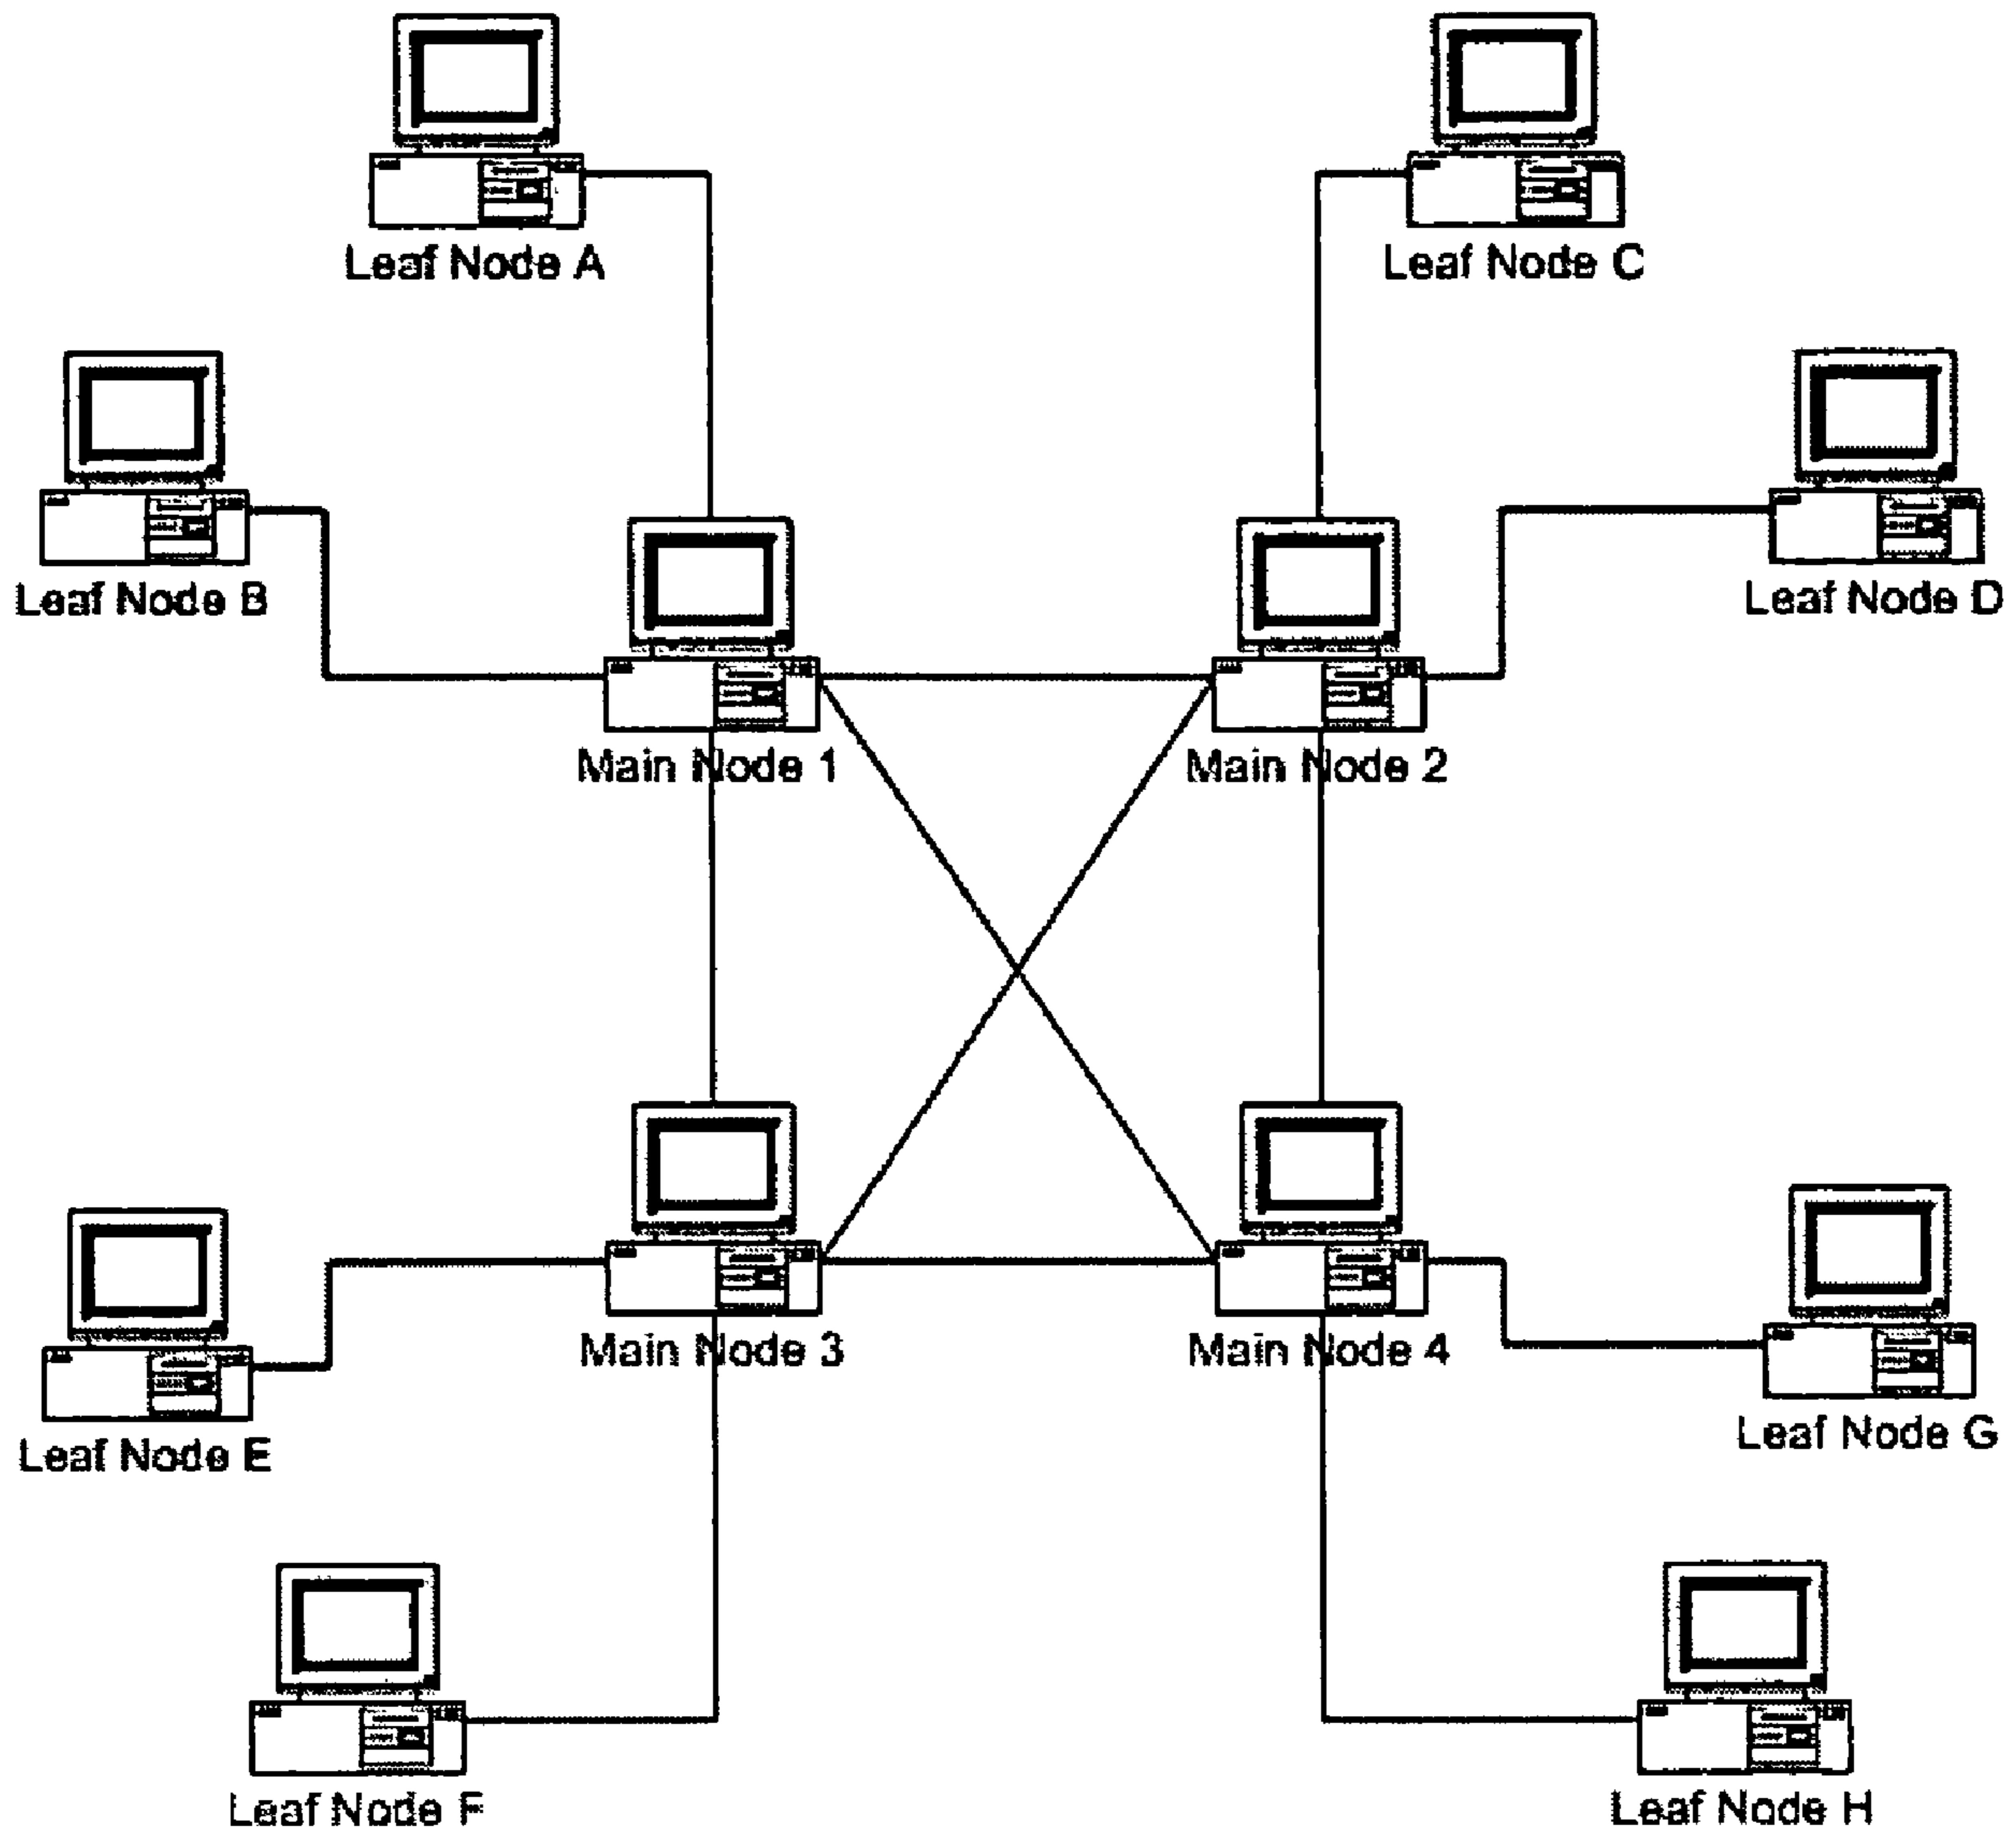 Leaf Node A
Leaf Node C
Leaf Node B
Leaf Node D
Main Node 1
Main Node 2
Main Node 3
Main Node 4
Leaf Node E
Leaf Node G
Leaf Node F
Leaf Node H